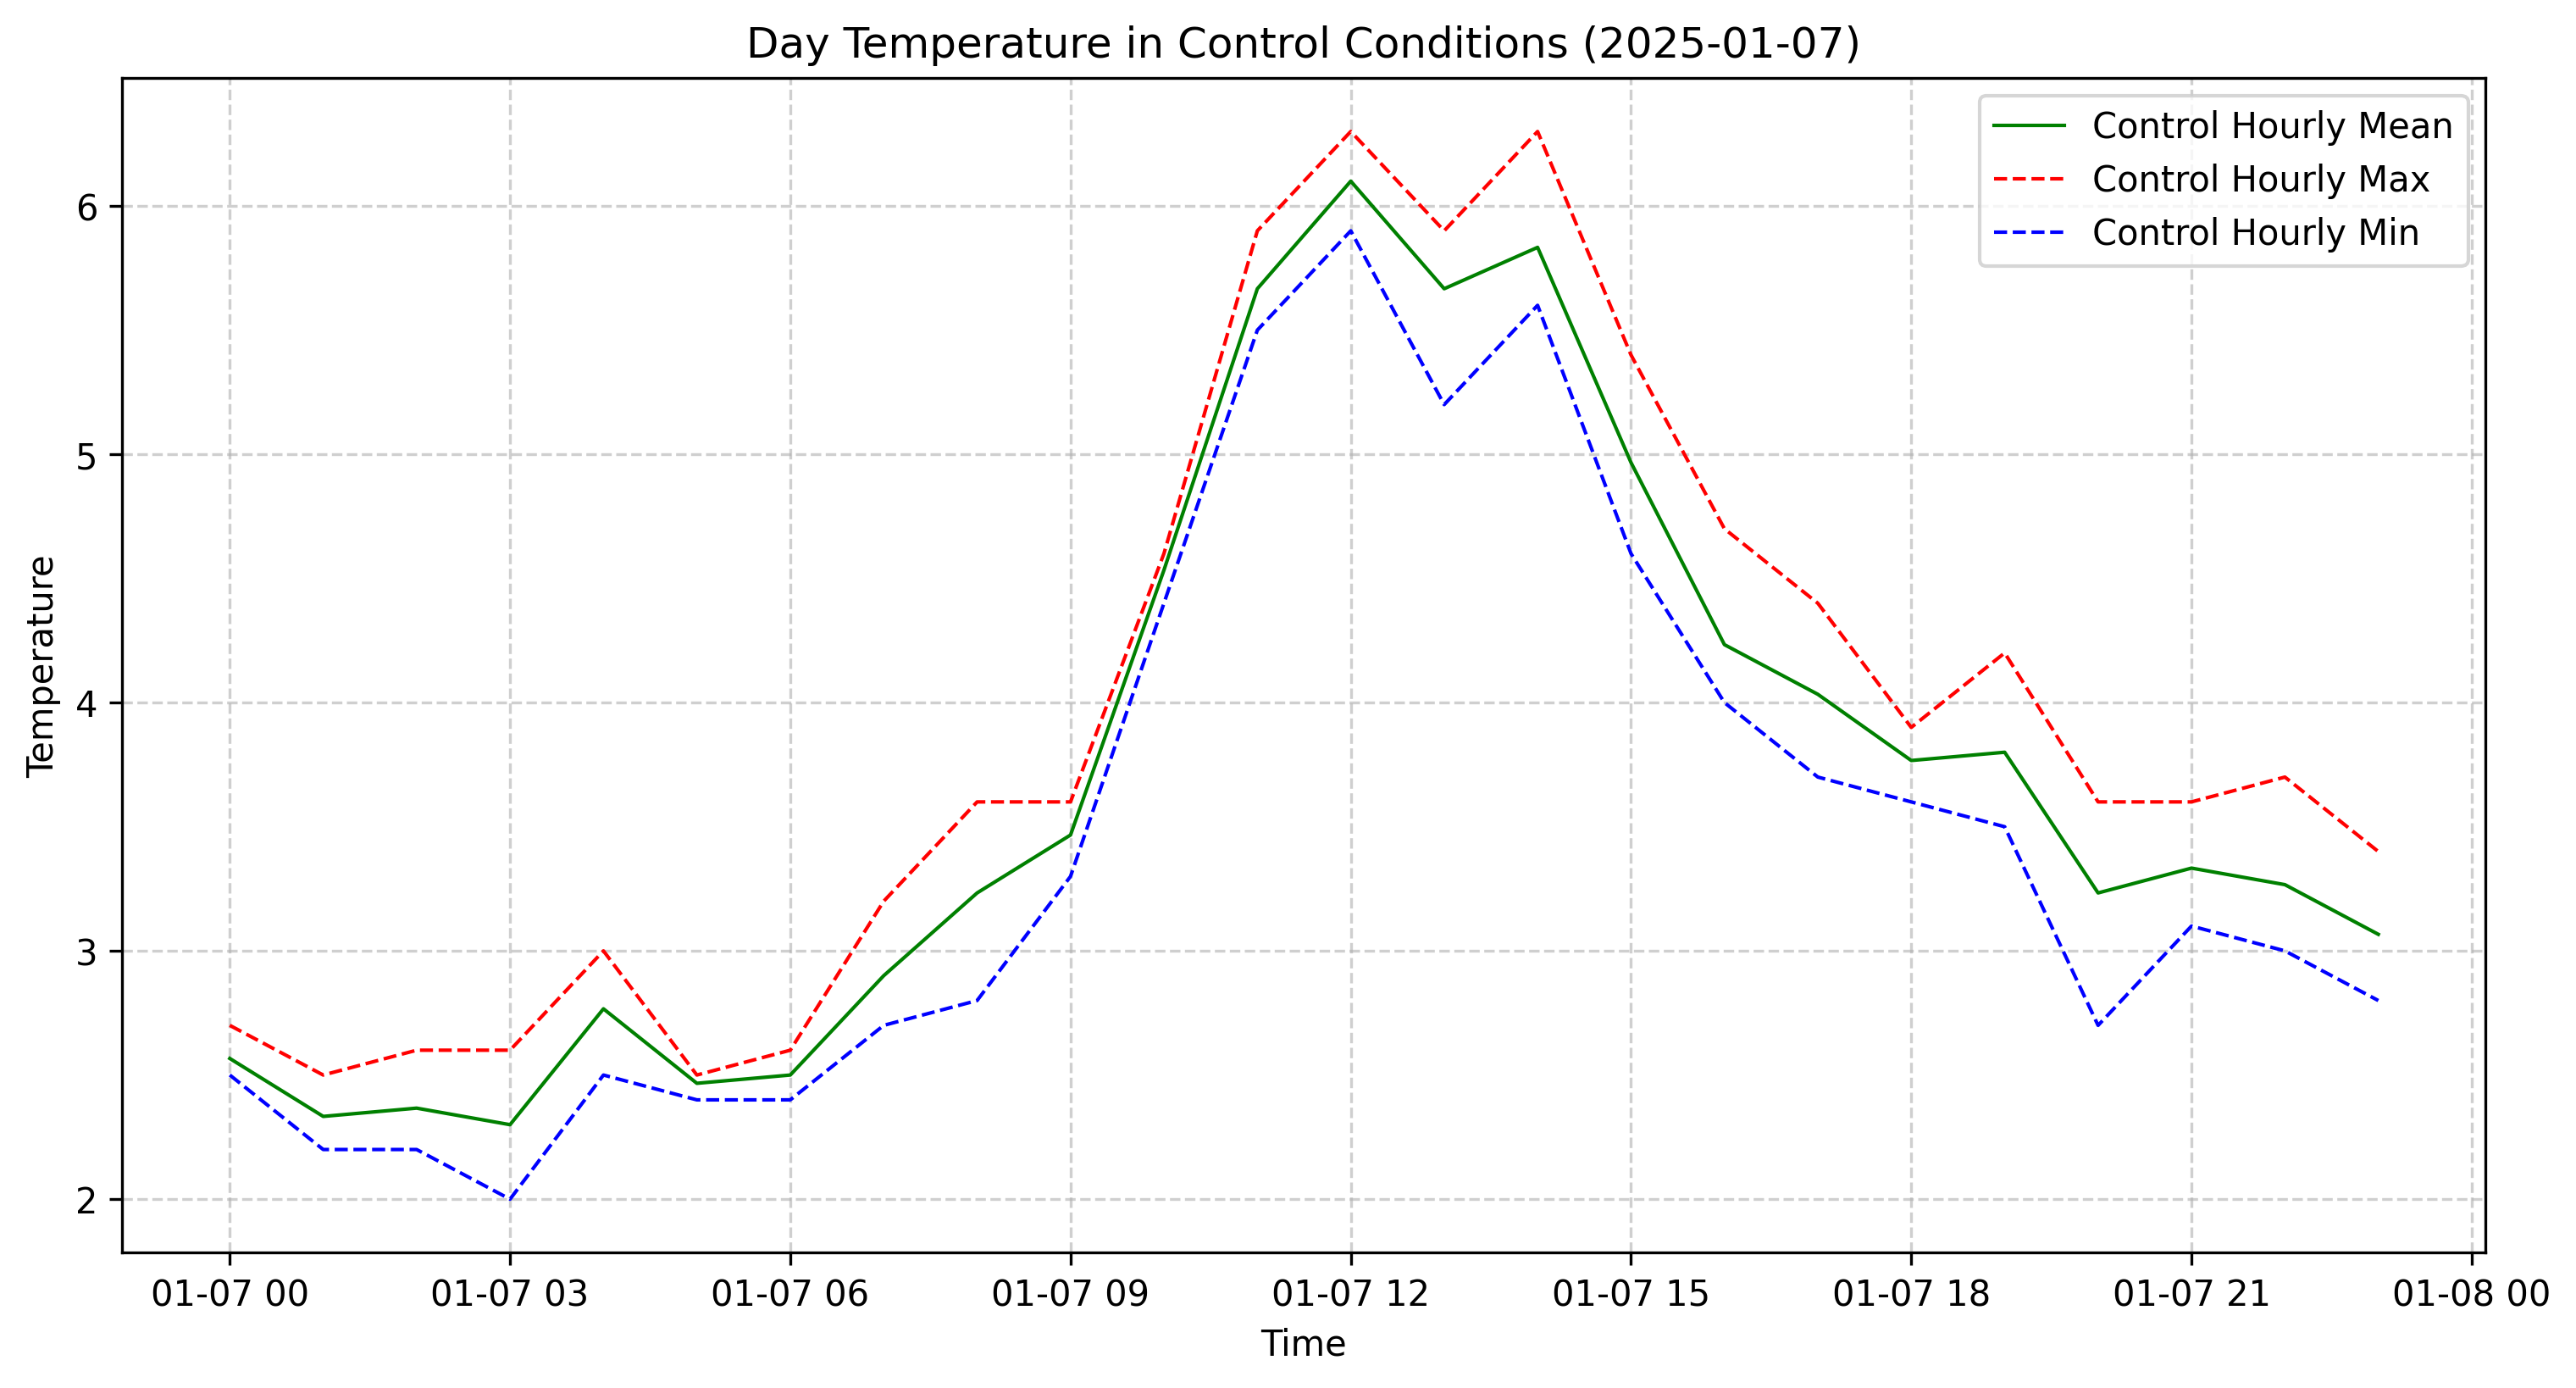 Day Temperature in Control Conditions (2025-01-07)
Control Hourly Mean
Control Hourly Max
Control Hourly Min
6
5
4
3
2
Temperature
01-07 00
01-07 03
01-07 06
01-07 09
01-07 12
01-07 15
01-07 18
01-07 21
01-08 00
Time